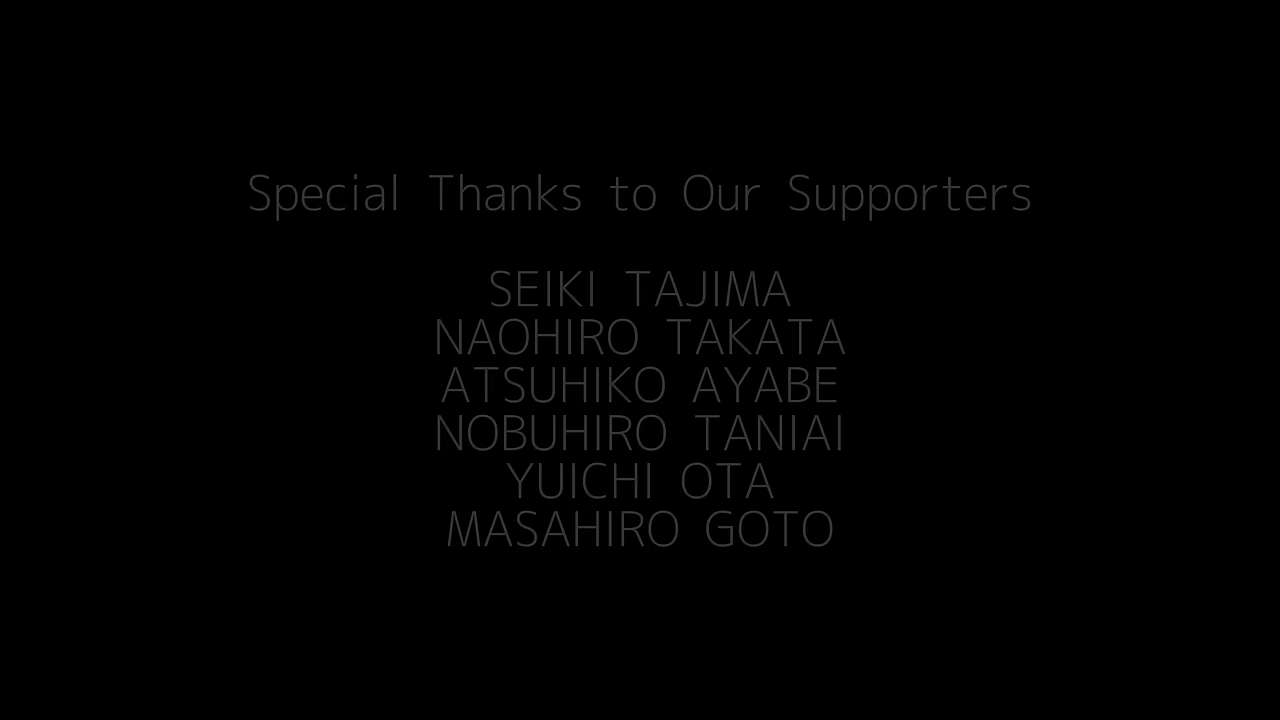 Special Thanks to Our Supporters
SEIKI TAJIMA
NAOHIRO TAKATA
ATSUHIKO AYABE
NOBUHIRO TANIAI
YUICHI OTA
MASAHIRO GOTO